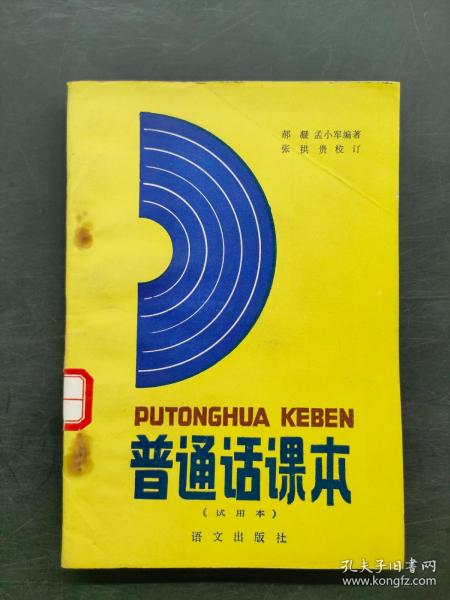 郝凝 孟小军编著
张拱贵校订
PUTONGHUA KEBEN
普通话课本
(试用本)
语文出版社
孔夫子旧书网
www.kongfz.com